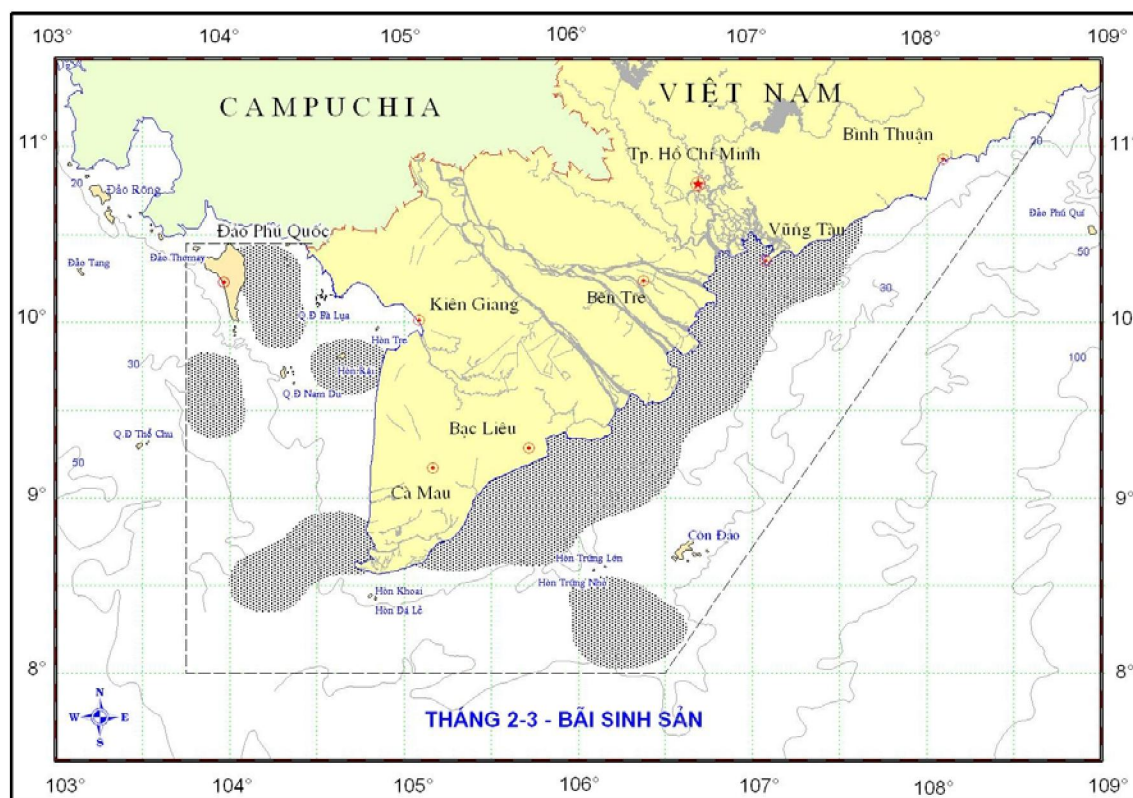 103 104° 105° 106° 107° 108° 109°
CAMPUCHIA
VIỆT NAM
Bình Thuận
11°
11°
Tp. Hồ Chí Minh
20
20
Đảo Rồng
Đảo Phú Quí
Đảo Phú Quốc
Vũng Tàu
Đảo Thơmay
50
Đảo Tang
Bến Tre
30
Kiên Giang
Q.Đ Bà Lụa
10°
10
Hòn Tre
30
100
Hòn Rái
Q.Đ Nam Du
Bạc Liêu
Q.Đ Thổ Chu
50
Cà Mau
9°
9°
Côn Đảo
Hòn Trứng Lớn
Hòn Trứng Nhỏ
Hòn Khoai
Hòn Đá Lẻ
8°
8°
N
W E
S
THÁNG 2-3 - BÃI SINH SẢN
103 104° 105° 106° 107° 108° 109°